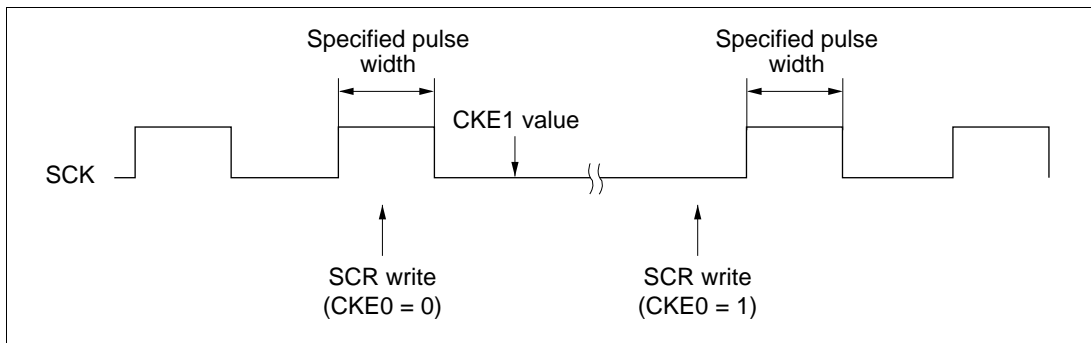 Specified pulse
width
Specified pulse
width
CKE1 value
SCK
SCR write
(CKE0 = 0)
SCR write
(CKE0 = 1)